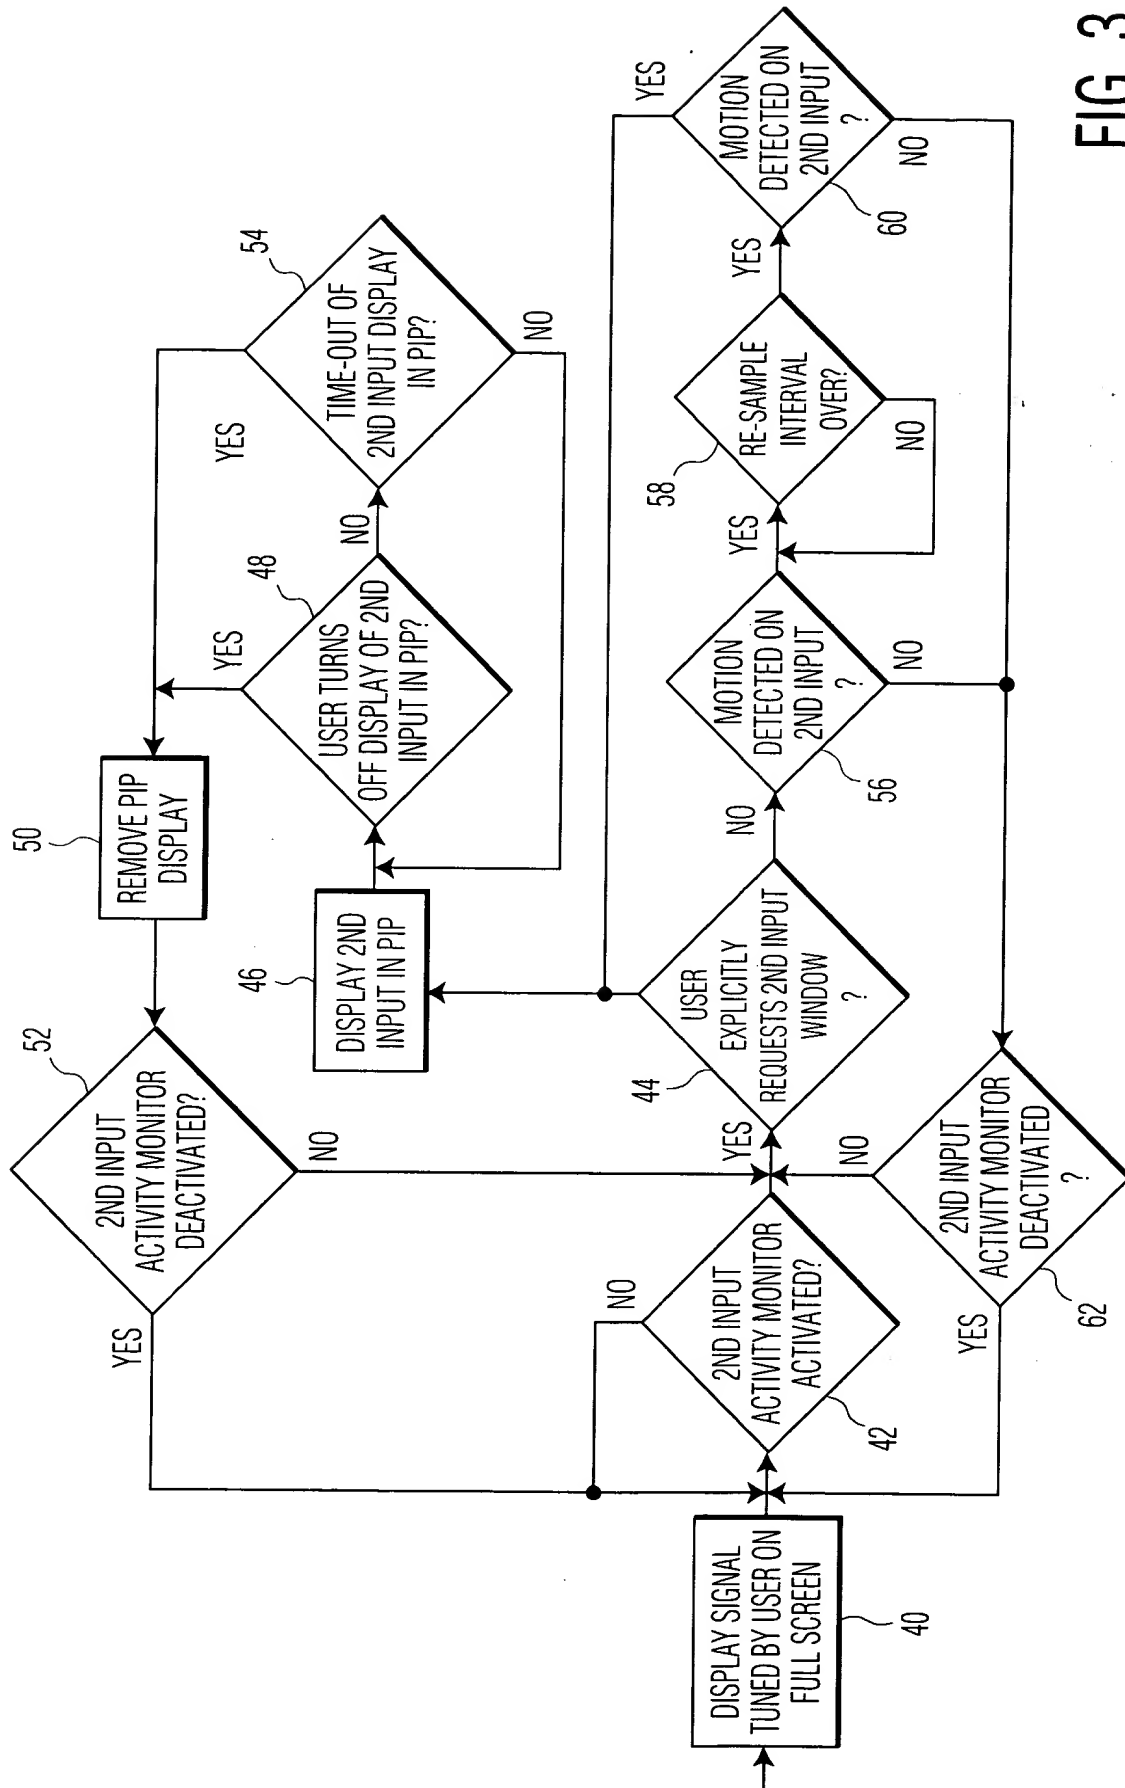 DISPLAY SIGNAL
TUNED BY USER ON
FULL SCREEN
40
2ND INPUT
ACTIVITY MONITOR
ACTIVATED?
42
NO
YES
USER
EXPLICITLY
REQUESTS 2ND INPUT
WINDOW
?
44
NO
DISPLAY 2ND
INPUT IN PIP
46
USER TURNS
OFF DISPLAY OF 2ND
INPUT IN PIP?
48
YES
NO
REMOVE PIP
DISPLAY
50
2ND INPUT
ACTIVITY MONITOR
DEACTIVATED?
52
YES
NO
TIME-OUT OF
2ND INPUT DISPLAY
IN PIP?
54
YES
NO
MOTION
DETECTED ON
2ND INPUT
?
56
YES
NO
RE-SAMPLE
INTERVAL
OVER?
58
YES
NO
MOTION
DETECTED ON
2ND INPUT
?
60
YES
NO
2ND INPUT
ACTIVITY MONITOR
DEACTIVATED
?
62
YES
NO
FIG. 3